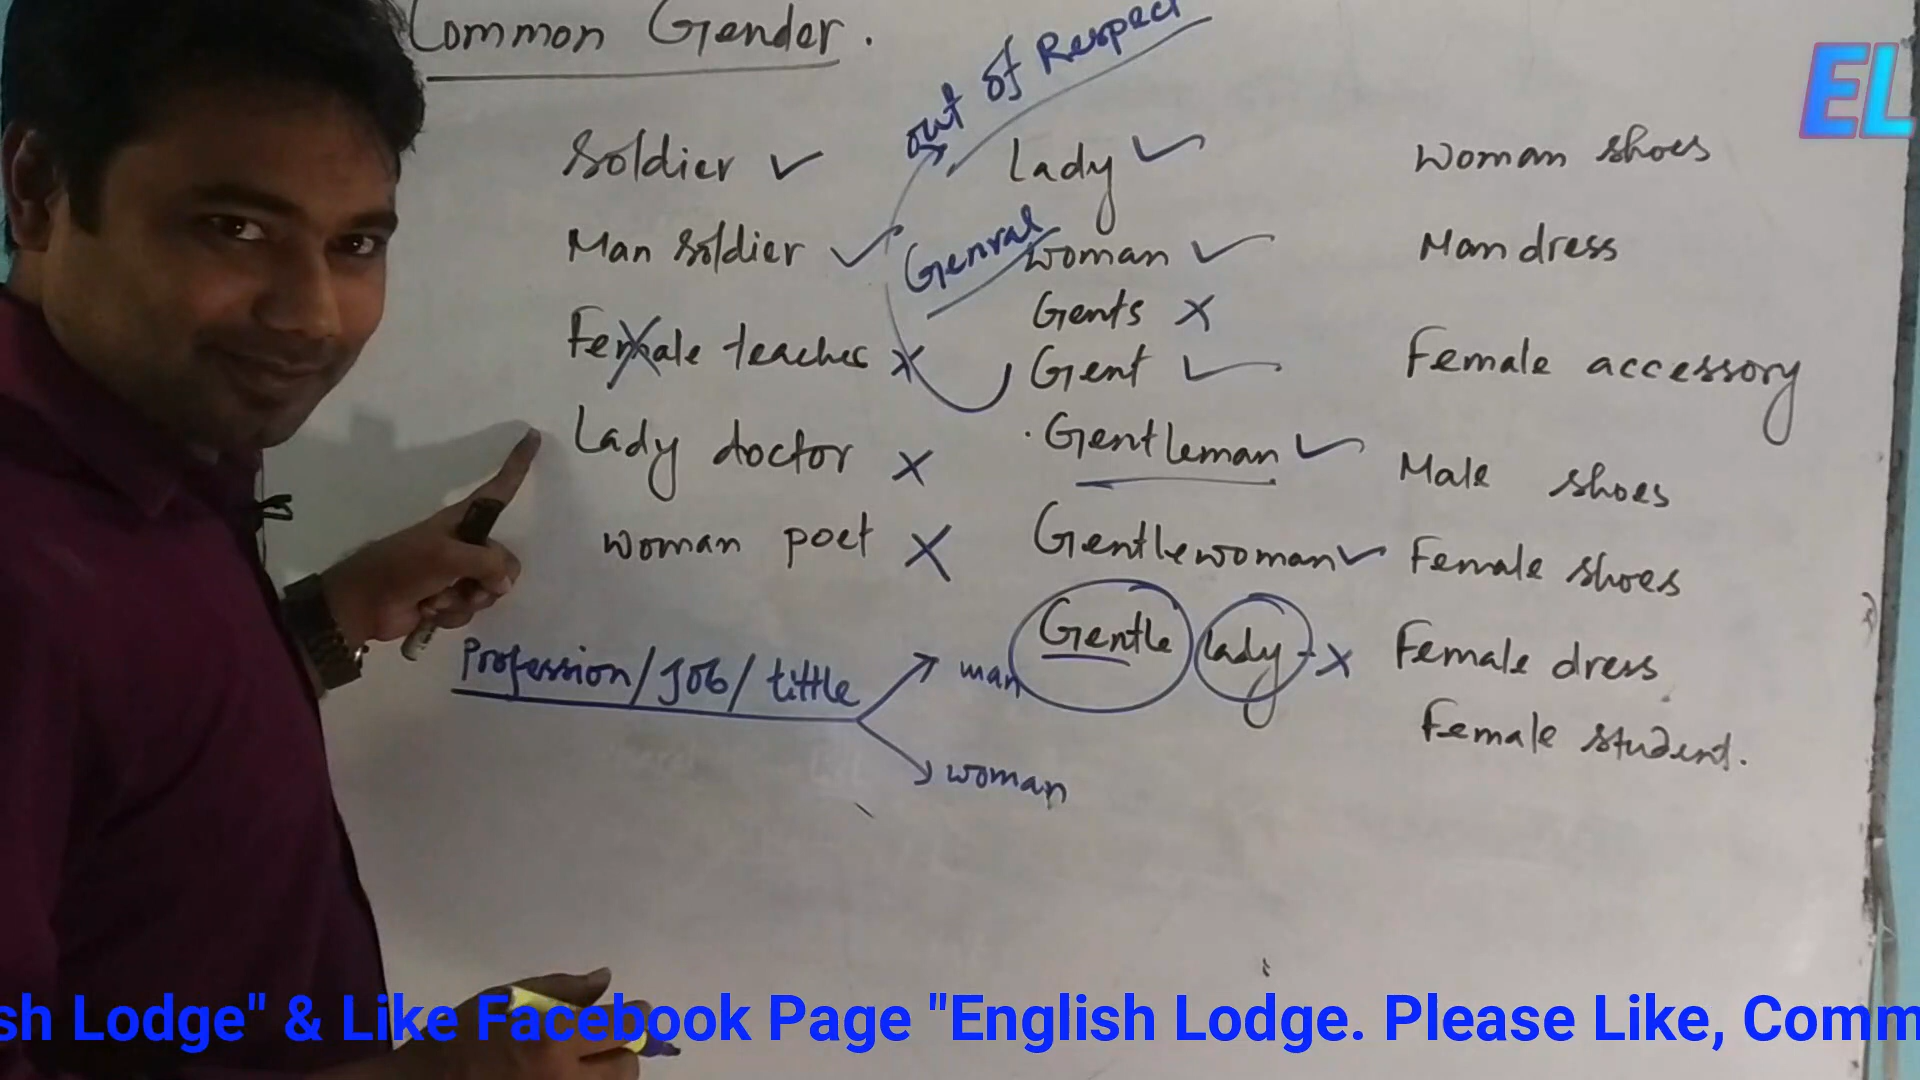 Common Gender.
out of Respect
EL
Soldier ✓
Man soldier ✓
Female teacher ×
Lady doctor ×
woman poet ×
Profession/Job/tittle
man
woman
Genral
Lady ✓
woman ✓
Gents ×
Gent ✓
Gentleman ✓
Gentlewoman ✓
Gentle lady - ×
woman shoes
Man dress
Female accessory
Male shoes
Female shoes
Female dress
Female student.
sh Lodge" & Like Facebook Page "English Lodge. Please Like, Comm